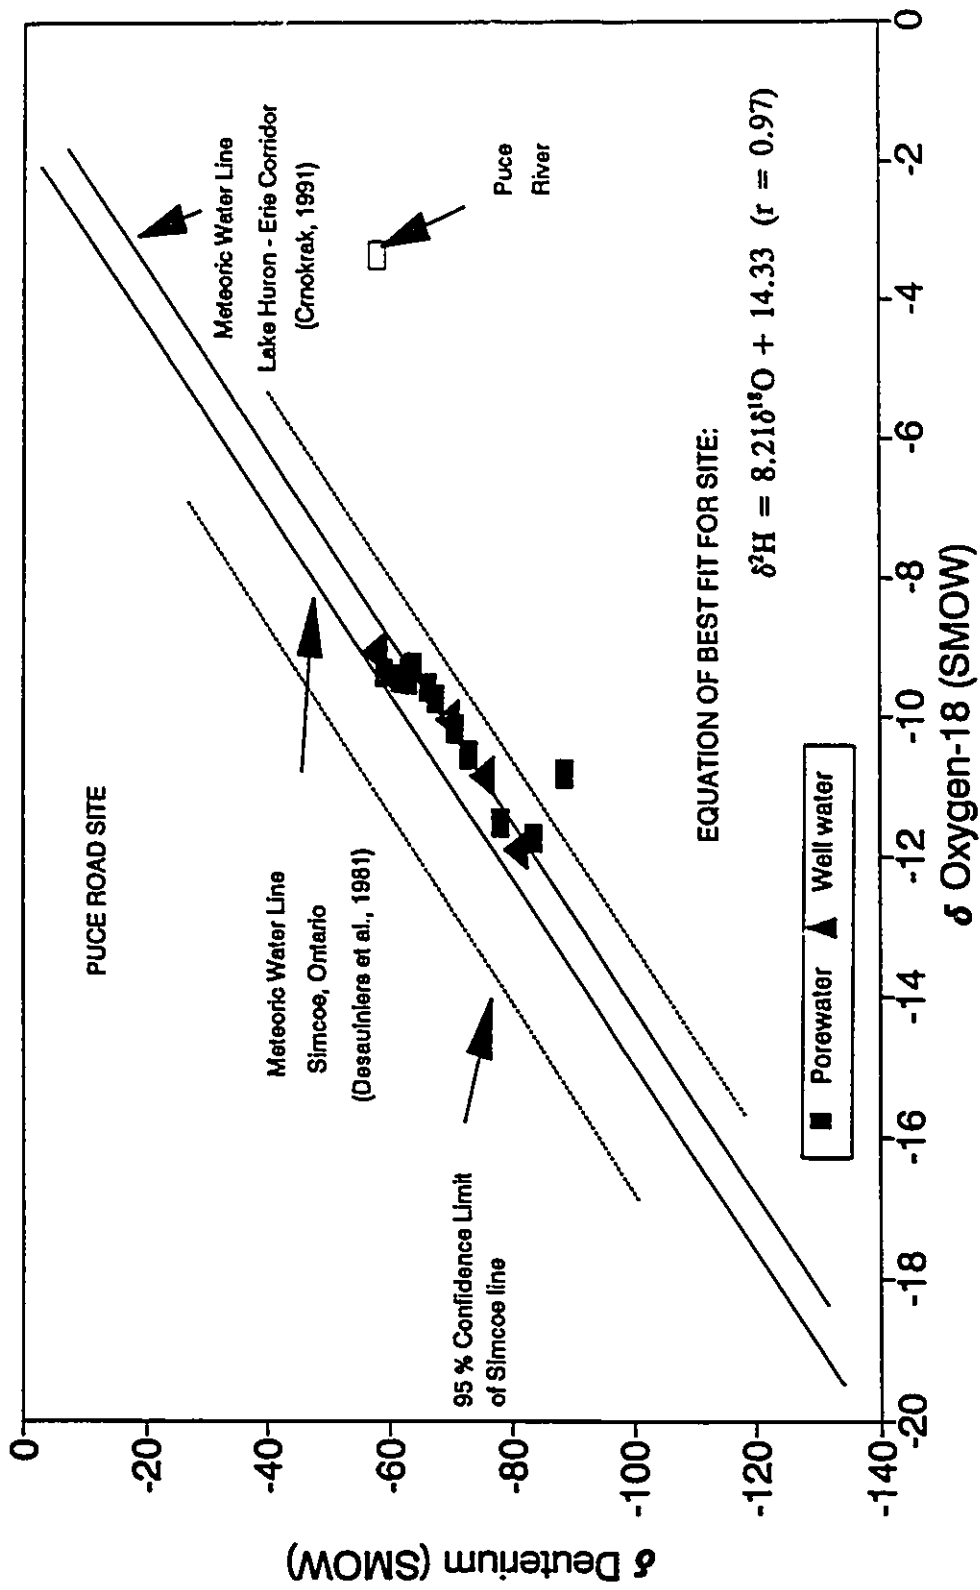 PUCE ROAD SITE
Meteoric Water Line
Simcoe, Ontario
(Desaulniers et al., 1981)
Meteoric Water Line
Lake Huron - Erie Corridor
(Crnokrak, 1991)
Puce
River
95 % Confidence Limit
of Simcoe line
EQUATION OF BEST FIT FOR SITE:
δ²H = 8.21δ¹⁸O + 14.33 (r = 0.97)
Porewater Well water
δ Deuterium (SMOW)
0
-20
-40
-60
-80
-100
-120
-140
-20 -18 -16 -14 -12 -10 -8 -6 -4 -2 0
δ Oxygen-18 (SMOW)